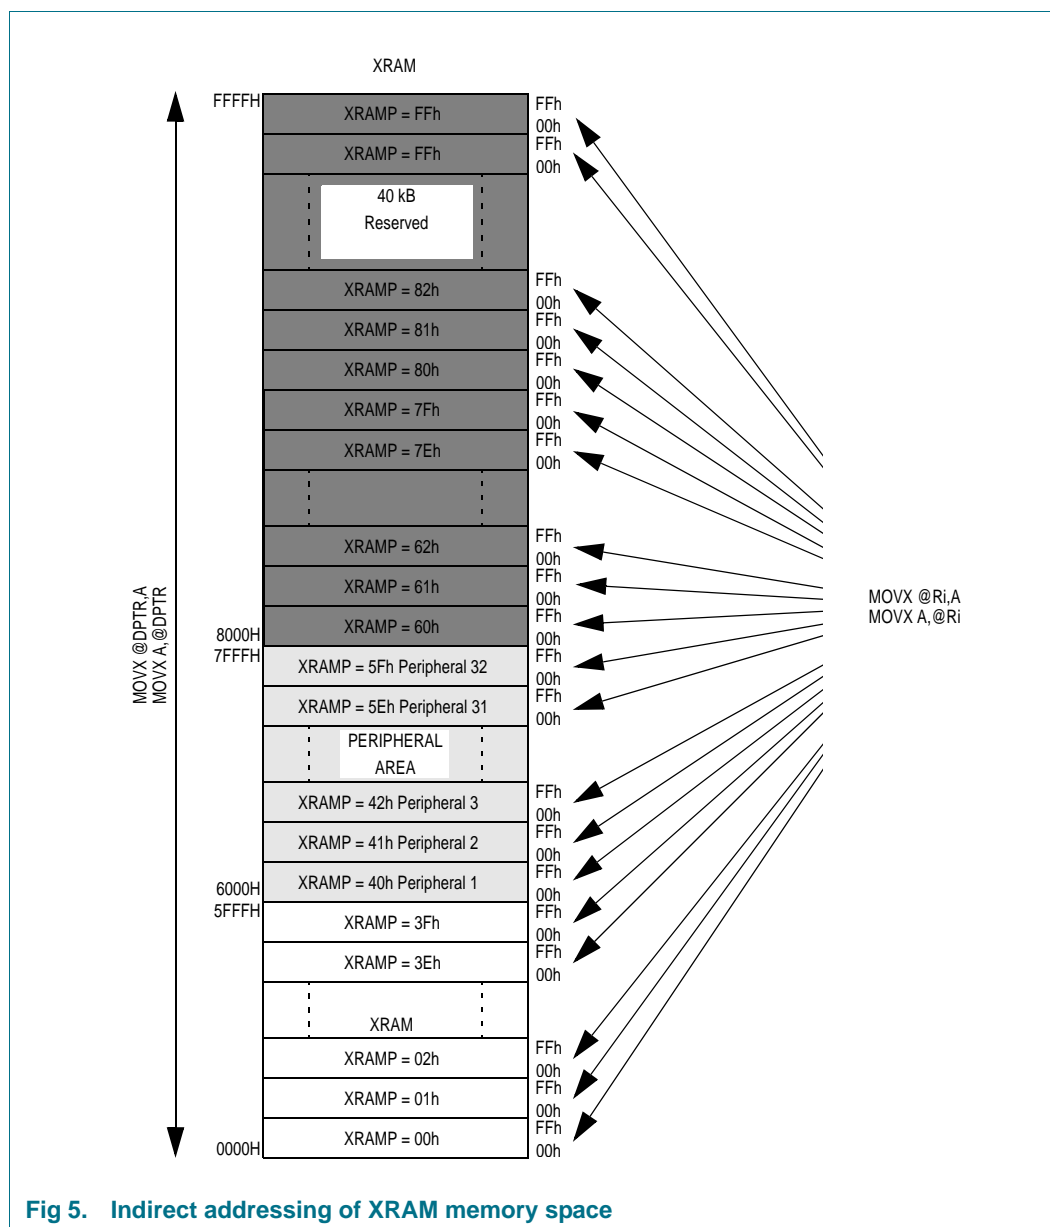 XRAM
FFFFH
XRAMP = FFh
FFh
00h
XRAMP = FFh
FFh
00h
40 kB
Reserved
XRAMP = 82h
FFh
00h
XRAMP = 81h
FFh
00h
XRAMP = 80h
FFh
00h
XRAMP = 7Fh
FFh
00h
XRAMP = 7Eh
FFh
00h
XRAMP = 62h
FFh
00h
XRAMP = 61h
FFh
00h
XRAMP = 60h
FFh
00h
8000H
7FFFH
XRAMP = 5Fh Peripheral 32
FFh
00h
XRAMP = 5Eh Peripheral 31
FFh
00h
PERIPHERAL
AREA
XRAMP = 42h Peripheral 3
FFh
00h
XRAMP = 41h Peripheral 2
FFh
00h
XRAMP = 40h Peripheral 1
FFh
00h
6000H
5FFFH
XRAMP = 3Fh
FFh
00h
XRAMP = 3Eh
FFh
00h
XRAM
XRAMP = 02h
FFh
00h
XRAMP = 01h
FFh
00h
XRAMP = 00h
FFh
00h
0000H
MOVX @DPTR,A
MOVX A,@DPTR
MOVX @Ri,A
MOVX A,@Ri
Fig 5. Indirect addressing of XRAM memory space